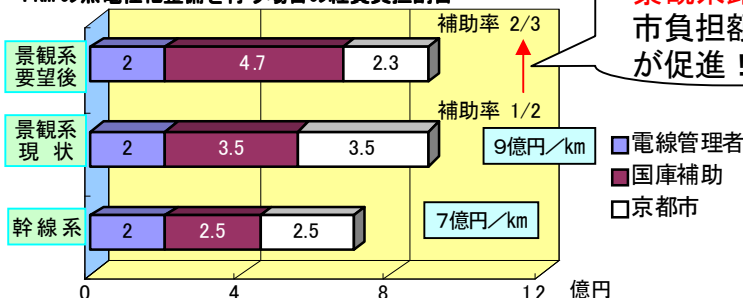 補助率 2/3
市負担額
が促進！
景観系
要望後
2
4.7
2.3
補助率 1/2
景観系
現 状
2
3.5
3.5
9億円／km
電線管理者
国庫補助
京都市
幹線系
2
2.5
2.5
7億円／km
0
4
8
12
億円